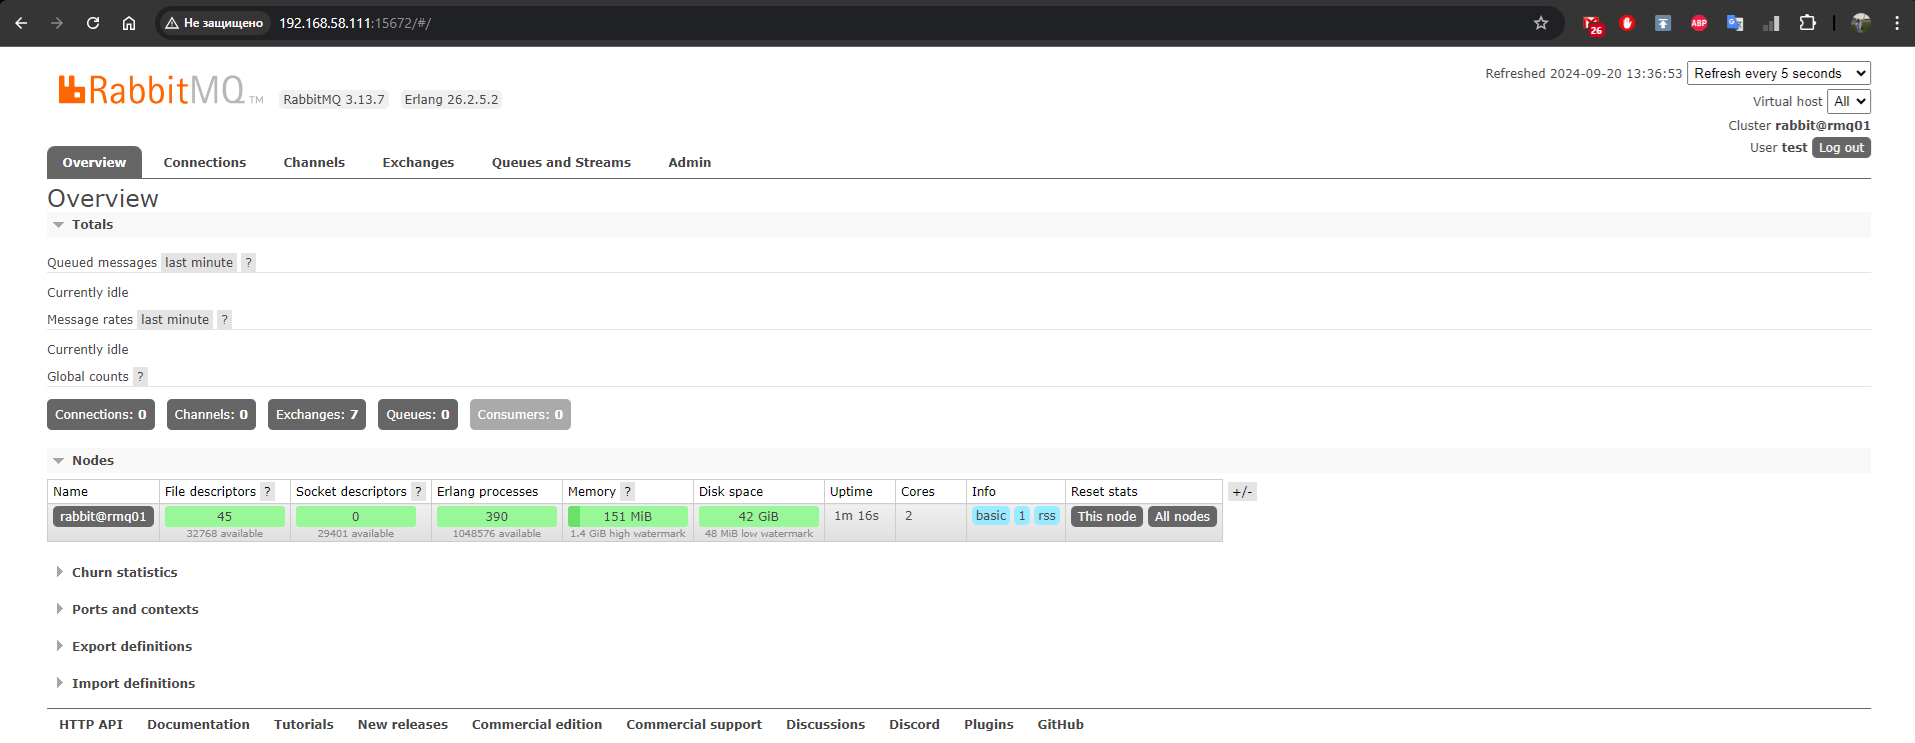 Не защищено 192.168.58.111:15672/#/ 26 ABP
Refreshed 2024-09-20 13:36:53 Refresh every 5 seconds
RabbitMQ TM RabbitMQ 3.13.7 Erlang 26.2.5.2
Virtual host All
Cluster rabbit@rmq01
User test Log out
Overview Connections Channels Exchanges Queues and Streams Admin
Overview
Totals
Queued messages last minute ?
Currently idle
Message rates last minute ?
Currently idle
Global counts ?
Connections: 0 Channels: 0 Exchanges: 7 Queues: 0 Consumers: 0
Nodes
Name File descriptors ? Socket descriptors ? Erlang processes Memory ? Disk space Uptime Cores Info Reset stats +/-
rabbit@rmq01 45 0 390 151 MiB 42 GiB 1m 16s 2 basic 1 rss This node All nodes
32768 available 29401 available 1048576 available 1.4 GiB high watermark 48 MiB low watermark
Churn statistics
Ports and contexts
Export definitions
Import definitions
HTTP API Documentation Tutorials New releases Commercial edition Commercial support Discussions Discord Plugins GitHub